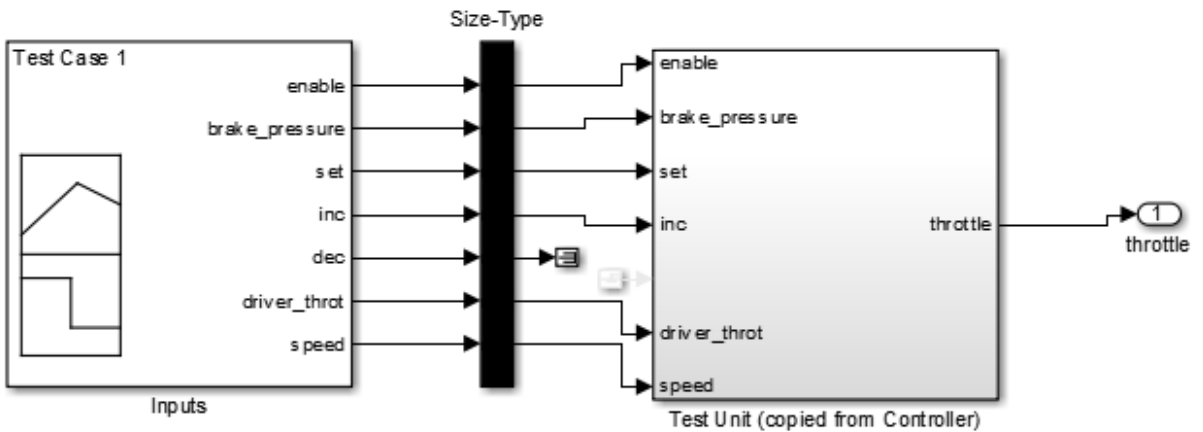 Size-Type
Test Case 1
enable
brake_pressure
set
inc
dec
driver_throt
speed
Inputs
enable
brake_pressure
set
inc
driver_throt
speed
throttle
Test Unit (copied from Controller)
1
throttle